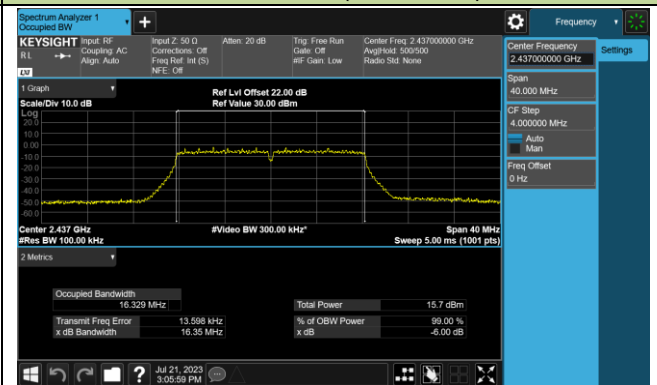 Spectrum Analyzer 1
Occupied BW
+
Frequency
KEYSIGHT
Input: RF
Coupling: AC
Align: Auto
Input Z: 50 Ω
Corrections: Off
Freq Ref: Int (S)
NFE: Off
Atten: 20 dB
Trig: Free Run
Gate: Off
#IF Gain: Low
Center Freq: 2.437000000 GHz
Avg|Hold: 500/500
Radio Std: None
RL
LXI
1 Graph
Scale/Div 10.0 dB
Ref Lvl Offset 22.00 dB
Ref Value 30.00 dBm
Log
20.0
10.0
0.00
-10.0
-20.0
-30.0
-40.0
-50.0
-60.0
Center 2.437 GHz
#Res BW 100.00 kHz
#Video BW 300.00 kHz*
Span 40 MHz
Sweep 5.00 ms (1001 pts)
2 Metrics
Occupied Bandwidth
16.329 MHz
Transmit Freq Error 13.598 kHz
x dB Bandwidth 16.35 MHz
Total Power 15.7 dBm
% of OBW Power 99.00 %
x dB -6.00 dB
Jul 21, 2023
3:05:59 PM
?
Center Frequency
2.437000000 GHz
Span
40.000 MHz
CF Step
4.000000 MHz
Auto
Man
Freq Offset
0 Hz
Settings